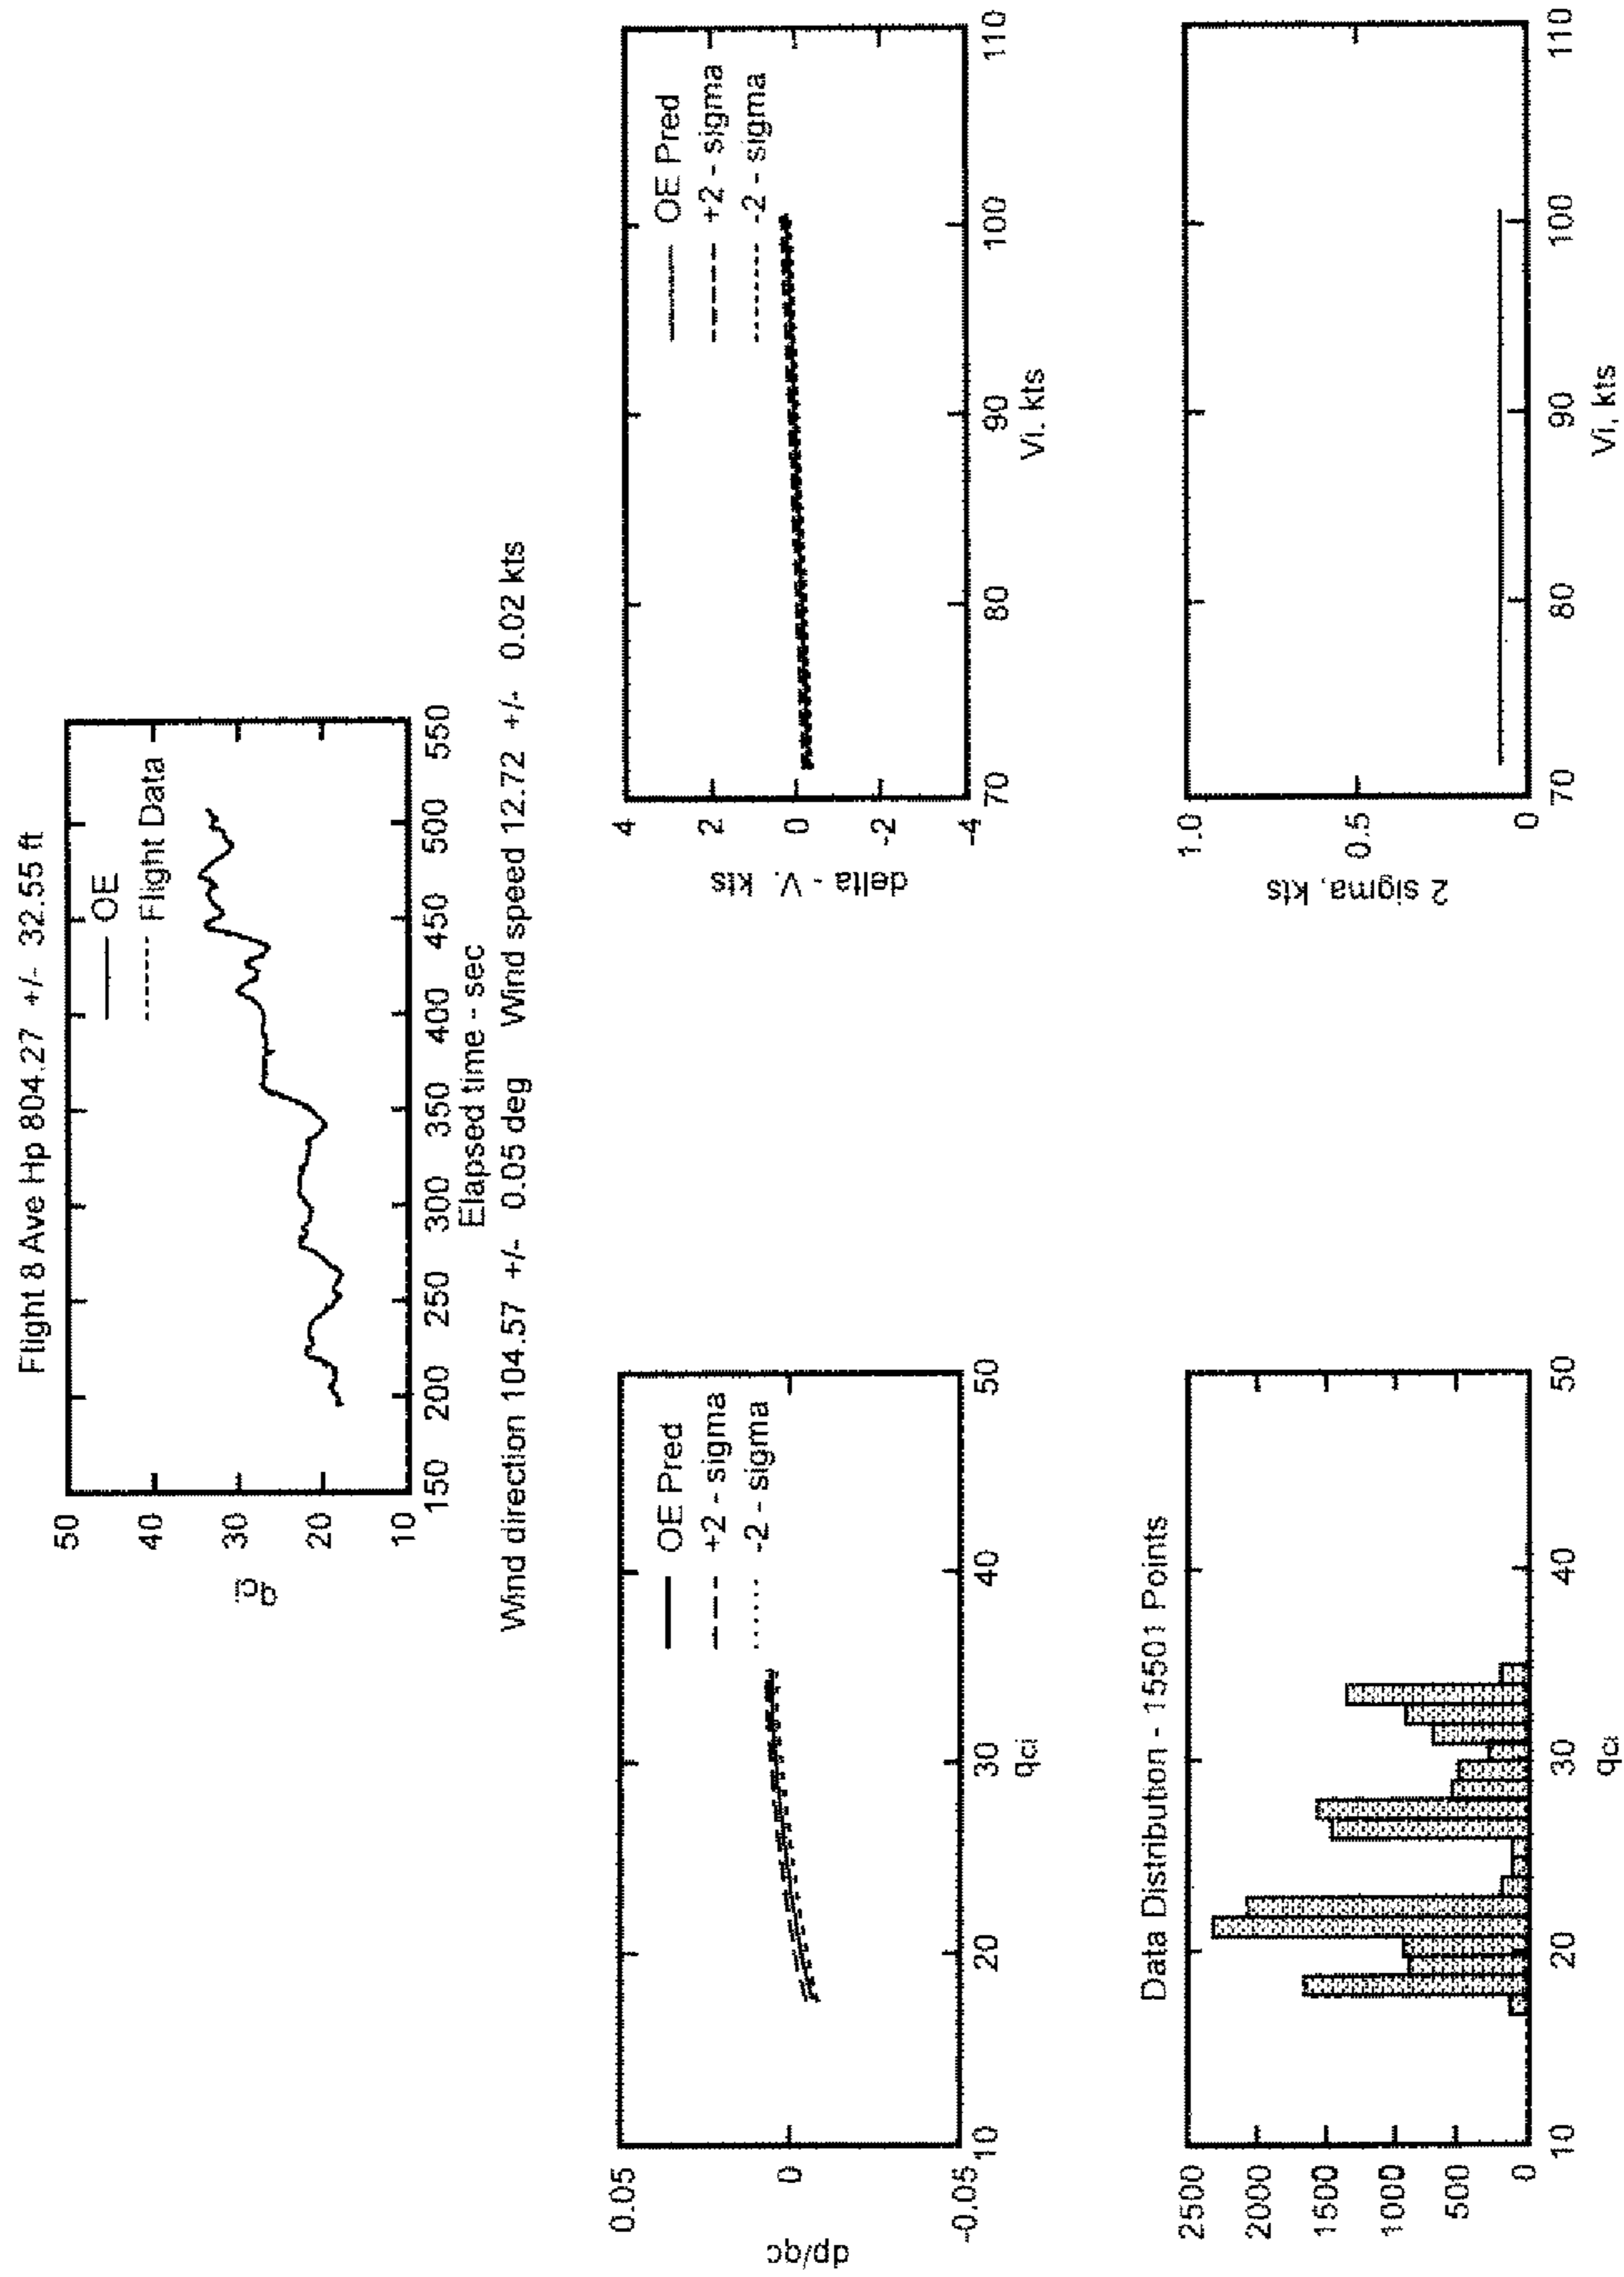 Flight 8 Ave Hp 804.27 +/- 32.55 ft
50
40
30
20
10
qci
OE
Flight Data
150 200 250 300 350 400 450 500 550
Elapsed time - sec
Wind direction 104.57 +/- 0.05 deg Wind speed 12.72 +/- 0.02 kts
0.05
0
-0.05
dp/qc
OE Pred
+2 - sigma
-2 - sigma
10 20 30 40 50
qci
4
2
0
-2
-4
delta - V. kts
OE Pred
+2 - sigma
-2 - sigma
70 80 90 100 110
Vi. kts
Data Distribution - 15501 Points
2500
2000
1500
1000
500
0
10 20 30 40 50
qci
1.0
0.5
0
2 sigma, kts
70 80 90 100 110
Vi, kts